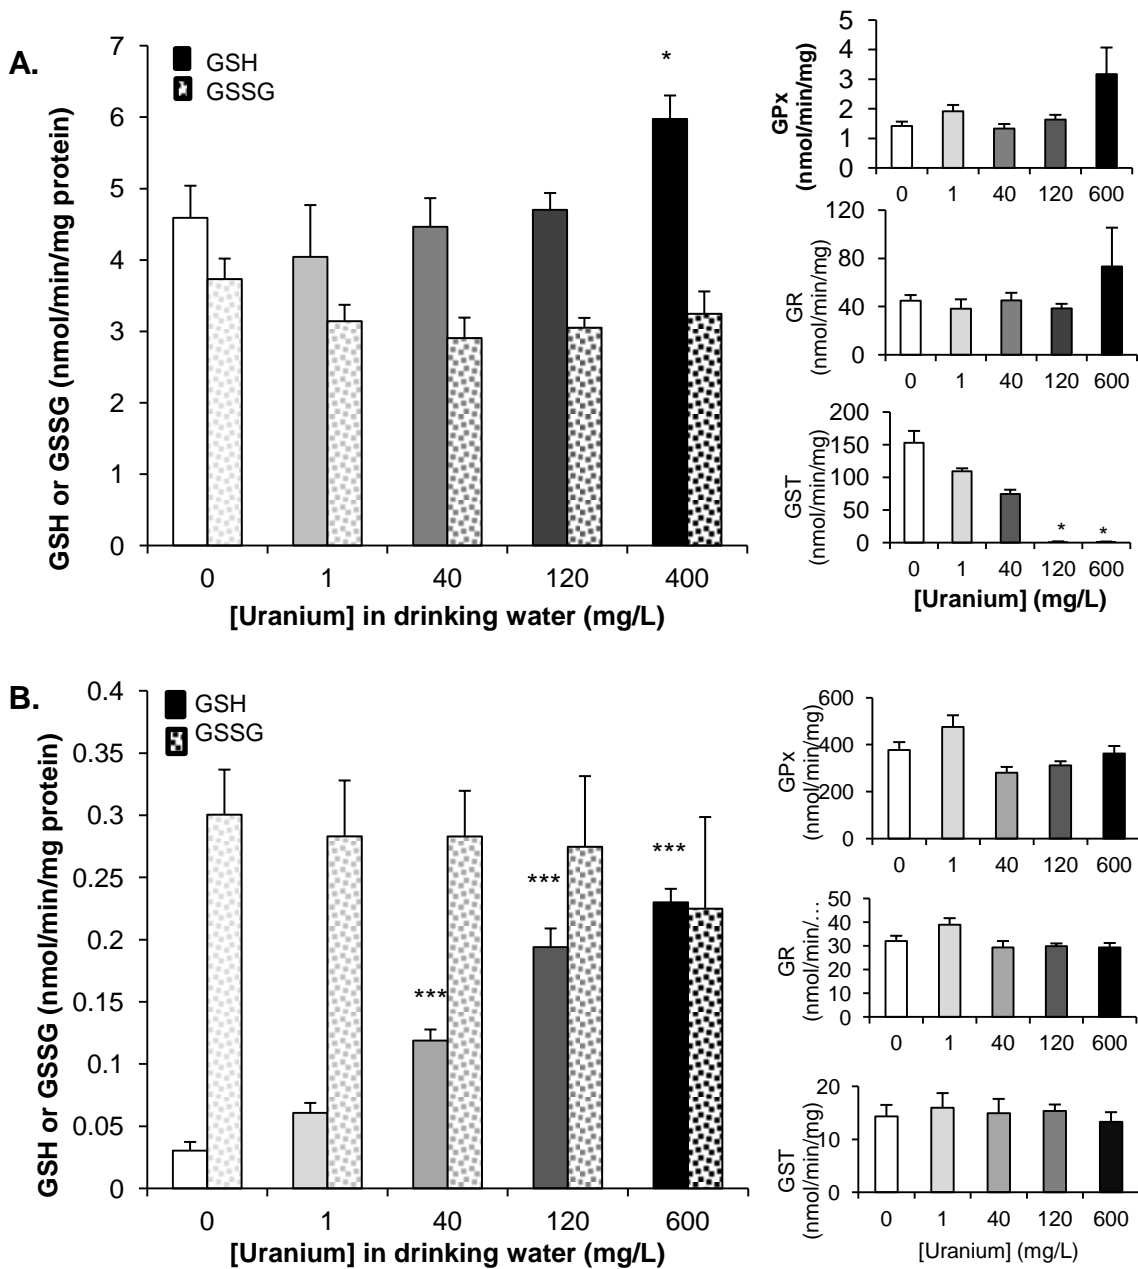 A.
GSH or GSSG (nmol/min/mg protein)
7
6
5
4
3
2
1
0
GSH
GSSG
*
0 1 40 120 400
[Uranium] in drinking water (mg/L)
GPx
(nmol/min/mg)
5
4
3
2
1
0
0 1 40 120 600
GR
(nmol/min/mg)
120
80
40
0
0 1 40 120 600
GST
(nmol/min/mg)
200
150
100
50
0
* *
0 1 40 120 600
[Uranium] (mg/L)
B.
GSH or GSSG (nmol/min/mg protein)
0.4
0.35
0.3
0.25
0.2
0.15
0.1
0.05
0
GSH
GSSG
*** *** ***
0 1 40 120 600
[Uranium] in drinking water (mg/L)
GPx
(nmol/min/mg)
600
400
200
0
0 1 40 120 600
GR
(nmol/min/…
50
40
30
20
10
0
0 1 40 120 600
GST
(nmol/min/mg)
20
10
0
0 1 40 120 600
[Uranium] (mg/L)